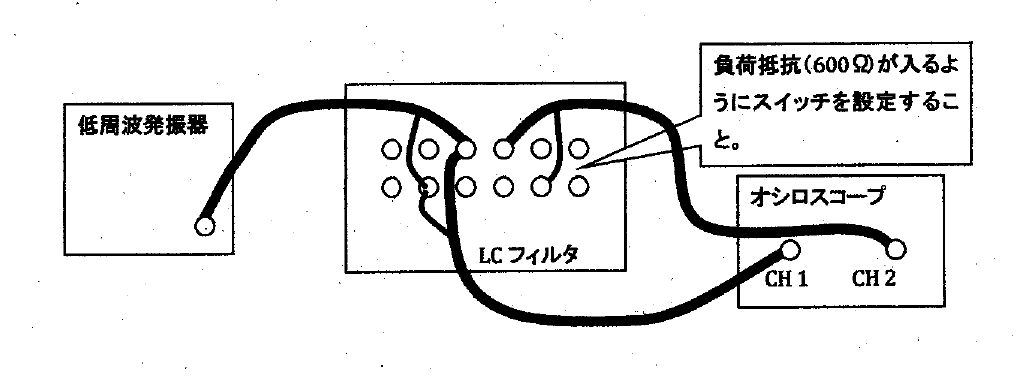 低周波発振器
負荷抵抗(600Ω)が入るよ
うにスイッチを設定するこ
と。
オシロスコープ
LCフィルタ
CH 1
CH 2